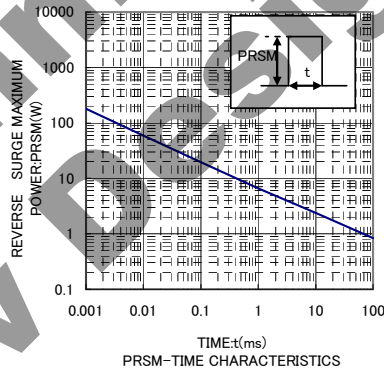 10000
1000
100
10
1
0.1
REVERSE SURGE MAXIMUM
POWER:PRSM(W)
PRSM
t
0.001 0.01 0.1 1 10 100
TIME:t(ms)
PRSM-TIME CHARACTERISTICS